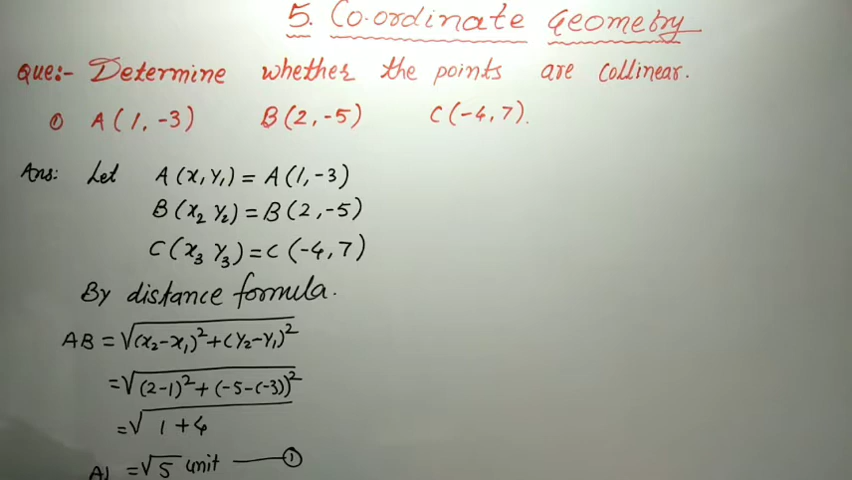 5. Co-ordinate Geometry
Que:- Determine whether the points are collinear.
① A(1,-3) B(2,-5) C(-4,7).
Ans: Let A(x,y₁) = A(1,-3)
B(x₂ y₂) = B(2,-5)
C(x₃ y₃) = C(-4,7)
By distance formula.
AB = √(x₂-x₁)²+(y₂-y₁)²
= √(2-1)²+(-5-(-3))²
= √1+4
= √5 unit —— ①